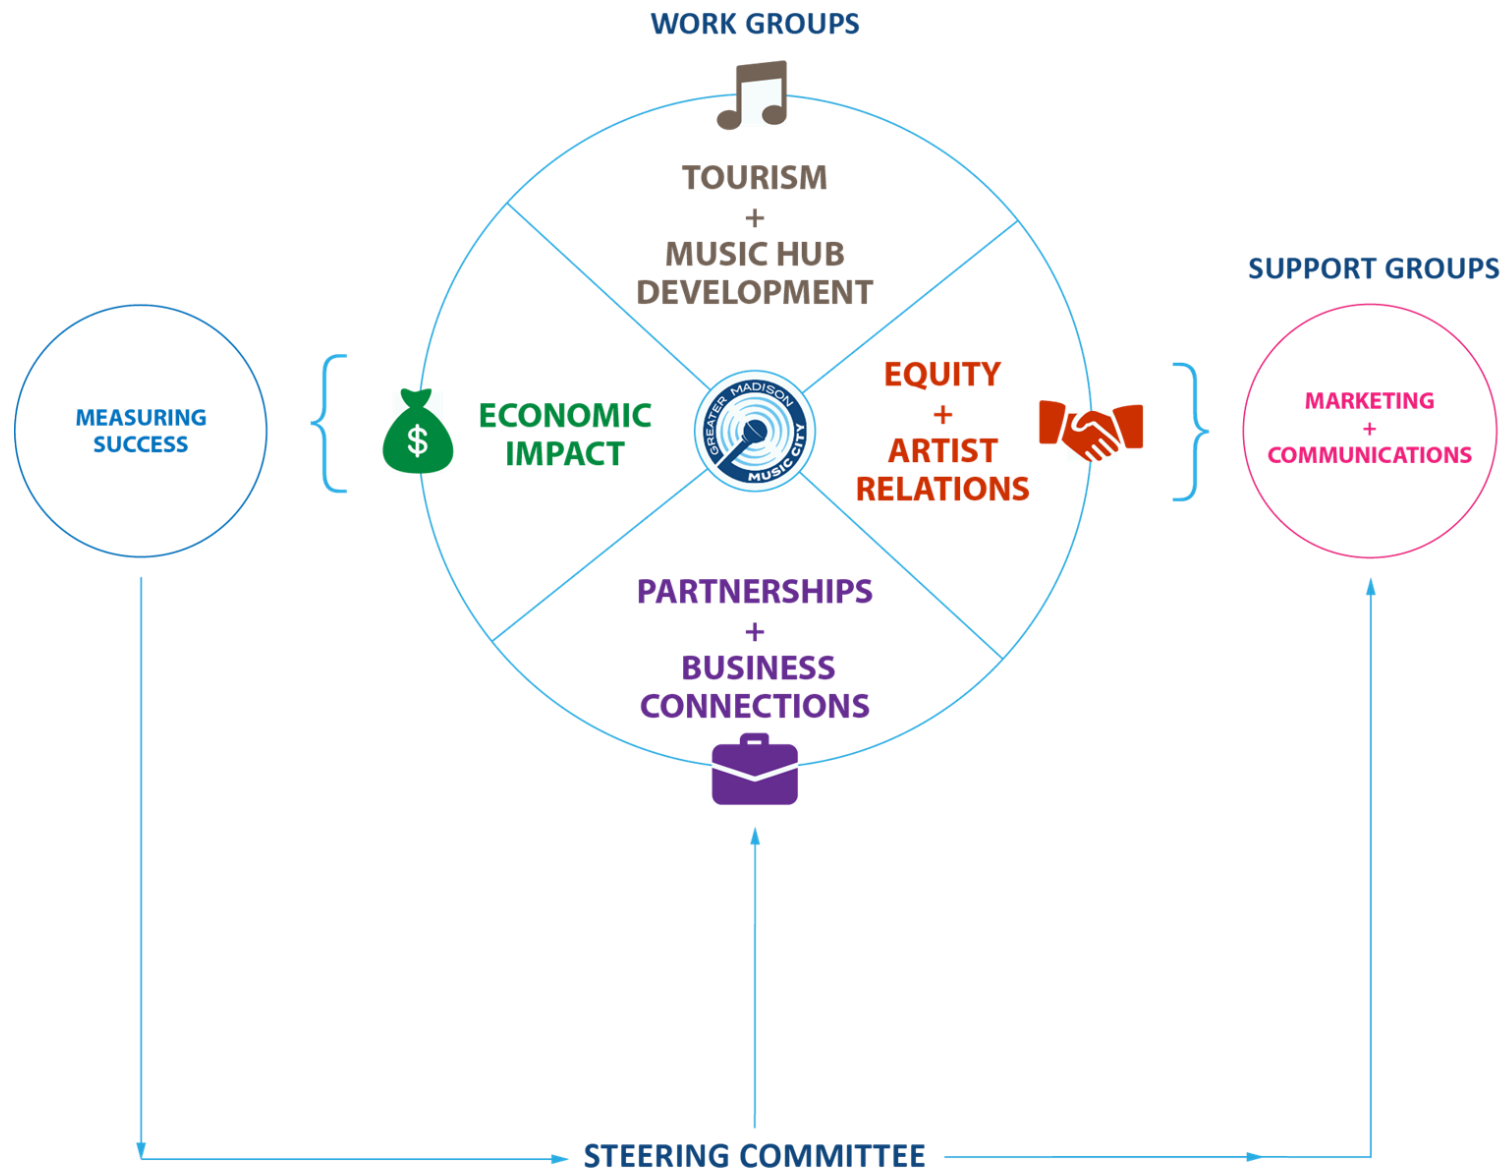 WORK GROUPS
TOURISM
+
MUSIC HUB
DEVELOPMENT
SUPPORT GROUPS
MEASURING
SUCCESS
$
ECONOMIC
IMPACT
GREATER MADISON
MUSIC CITY
EQUITY
+
ARTIST
RELATIONS
MARKETING
+
COMMUNICATIONS
PARTNERSHIPS
+
BUSINESS
CONNECTIONS
STEERING COMMITTEE